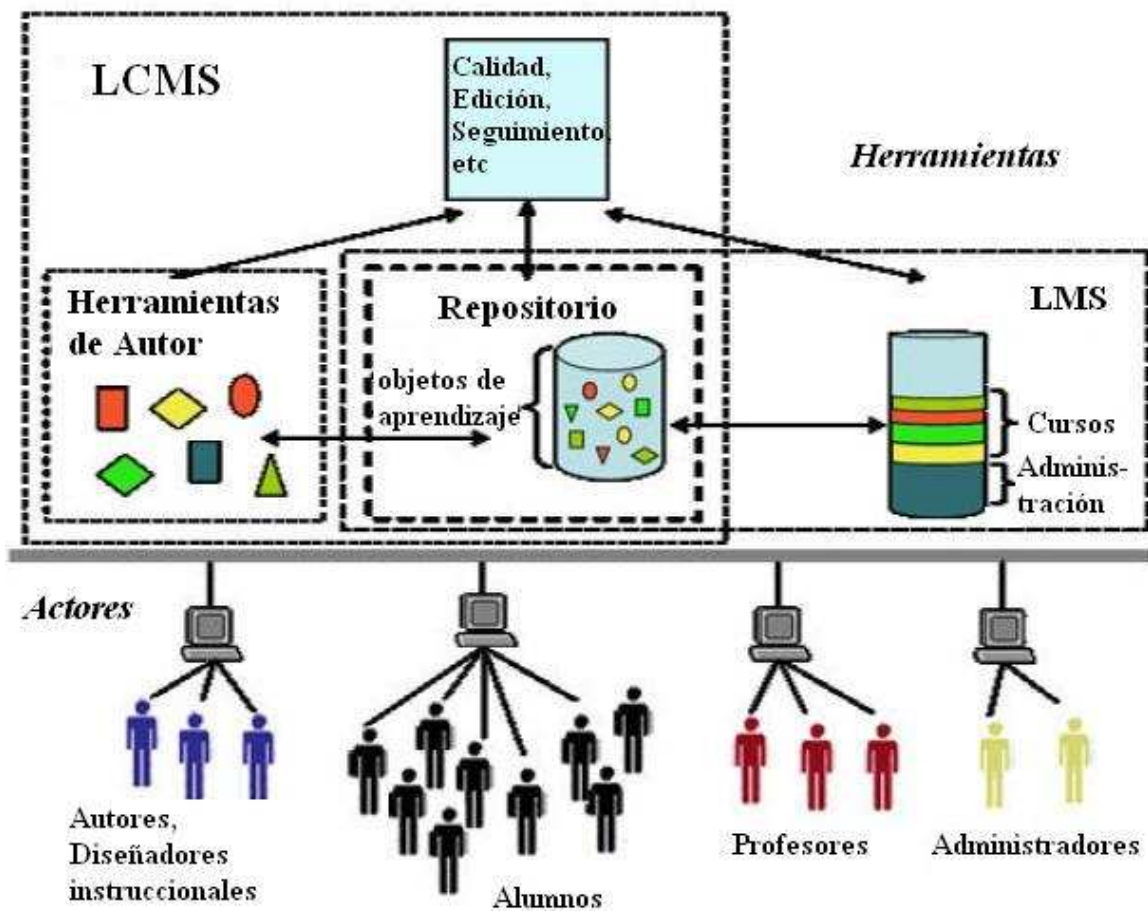 LCMS
Calidad,
Edición,
Seguimiento,
etc
Herramientas
Herramientas
de Autor
Repositorio
objetos de
aprendizaje
LMS
Cursos
Adminis-
tración
Actores
Autores,
Diseñadores
instruccionales
Alumnos
Profesores
Administradores